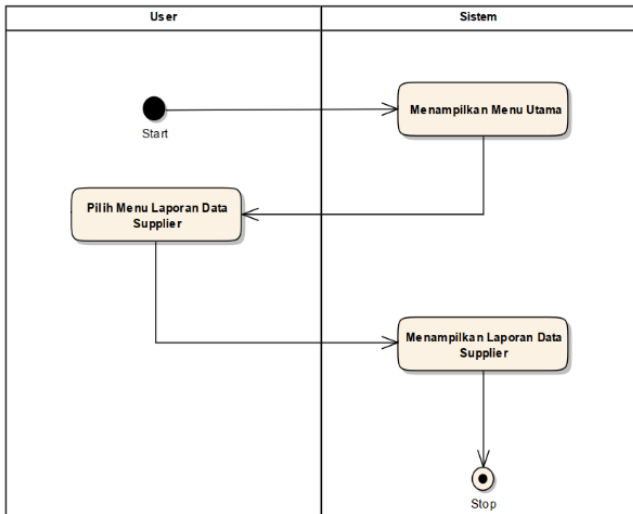 User
Sistem
Menampilkan Menu Utama
Start
Pilih Menu Laporan Data
Supplier
Menampilkan Laporan Data
Supplier
Stop